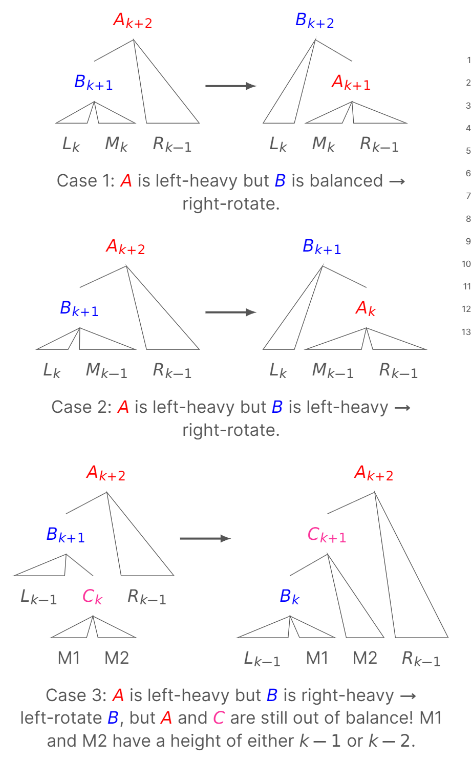 A_{k+2} B_{k+2}
B_{k+1} A_{k+1}
L_k M_k R_{k−1} L_k M_k R_{k−1}
Case 1: A is left-heavy but B is balanced →
right-rotate.
A_{k+2} B_{k+1}
B_{k+1} A_k
L_k M_{k−1} R_{k−1} L_k M_{k−1} R_{k−1}
Case 2: A is left-heavy but B is left-heavy →
right-rotate.
A_{k+2} A_{k+2}
B_{k+1} C_{k+1}
L_{k−1} C_k R_{k−1} B_k
M1 M2 L_{k−1} M1 M2 R_{k−1}
Case 3: A is left-heavy but B is right-heavy →
left-rotate B, but A and C are still out of balance! M1
and M2 have a height of either k − 1 or k − 2.
1
2
3
4
5
6
7
8
9
10
11
12
13